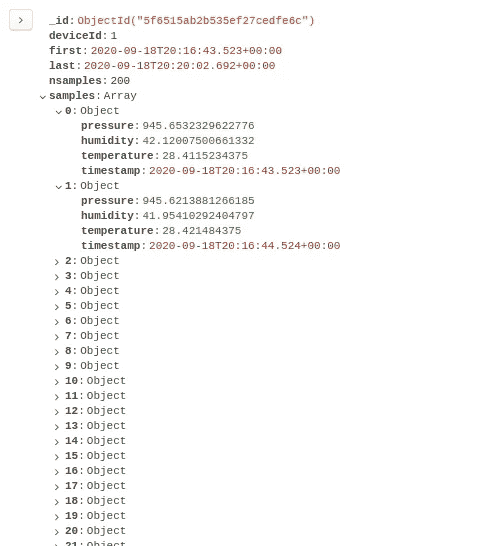 _id: ObjectId("5f6515ab2b535ef27cedfe6c")
deviceId: 1
first: 2020-09-18T20:16:43.523+00:00
last: 2020-09-18T20:20:02.692+00:00
nsamples: 200
samples: Array
0: Object
pressure: 945.6532329622776
humidity: 42.12007500661332
temperature: 28.4115234375
timestamp: 2020-09-18T20:16:43.523+00:00
1: Object
pressure: 945.6213881266185
humidity: 41.95410292404797
temperature: 28.421484375
timestamp: 2020-09-18T20:16:44.524+00:00
2: Object
3: Object
4: Object
5: Object
6: Object
7: Object
8: Object
9: Object
10: Object
11: Object
12: Object
13: Object
14: Object
15: Object
16: Object
17: Object
18: Object
19: Object
20: Object
21: Object